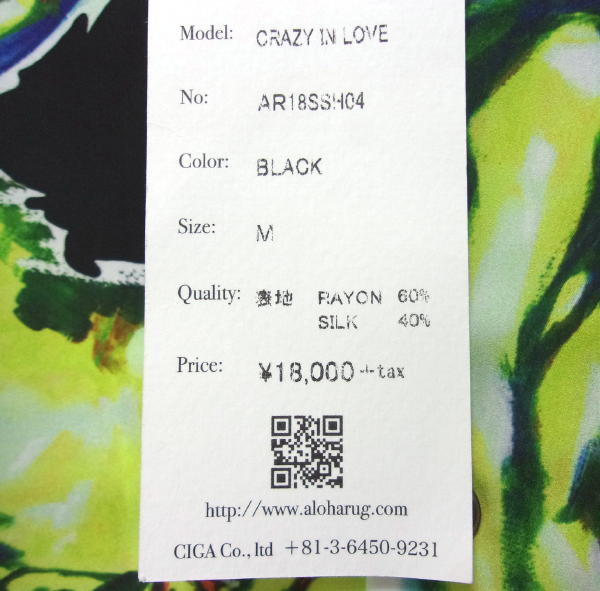 Model: CRAZY IN LOVE
No: AR18SSH04
Color: BLACK
Size: M
Quality: 表地 RAYON 60%
SILK 40%
Price: ¥18,000+tax
http://www.aloharug.com
CIGA Co., ltd +81-3-6450-9231